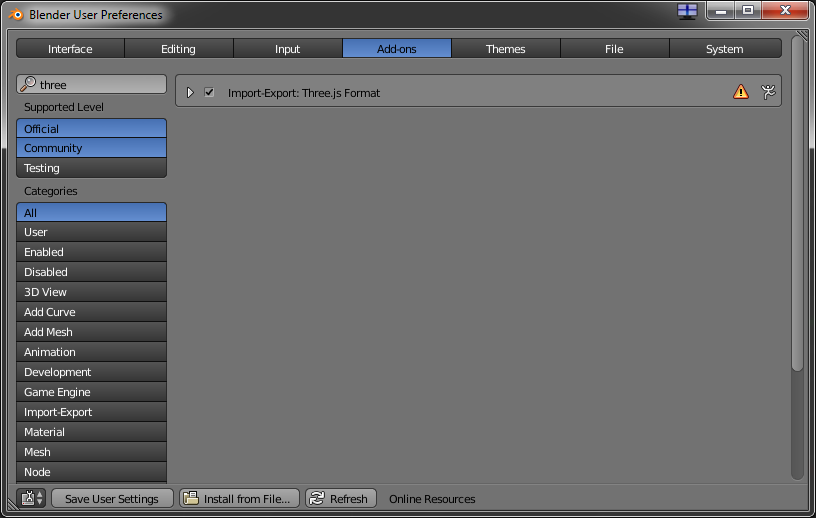 Blender User Preferences
Interface Editing Input Add-ons Themes File System
three
Import-Export: Three.js Format
Supported Level
Official
Community
Testing
Categories
All
User
Enabled
Disabled
3D View
Add Curve
Add Mesh
Animation
Development
Game Engine
Import-Export
Material
Mesh
Node
Save User Settings Install from File... Refresh Online Resources